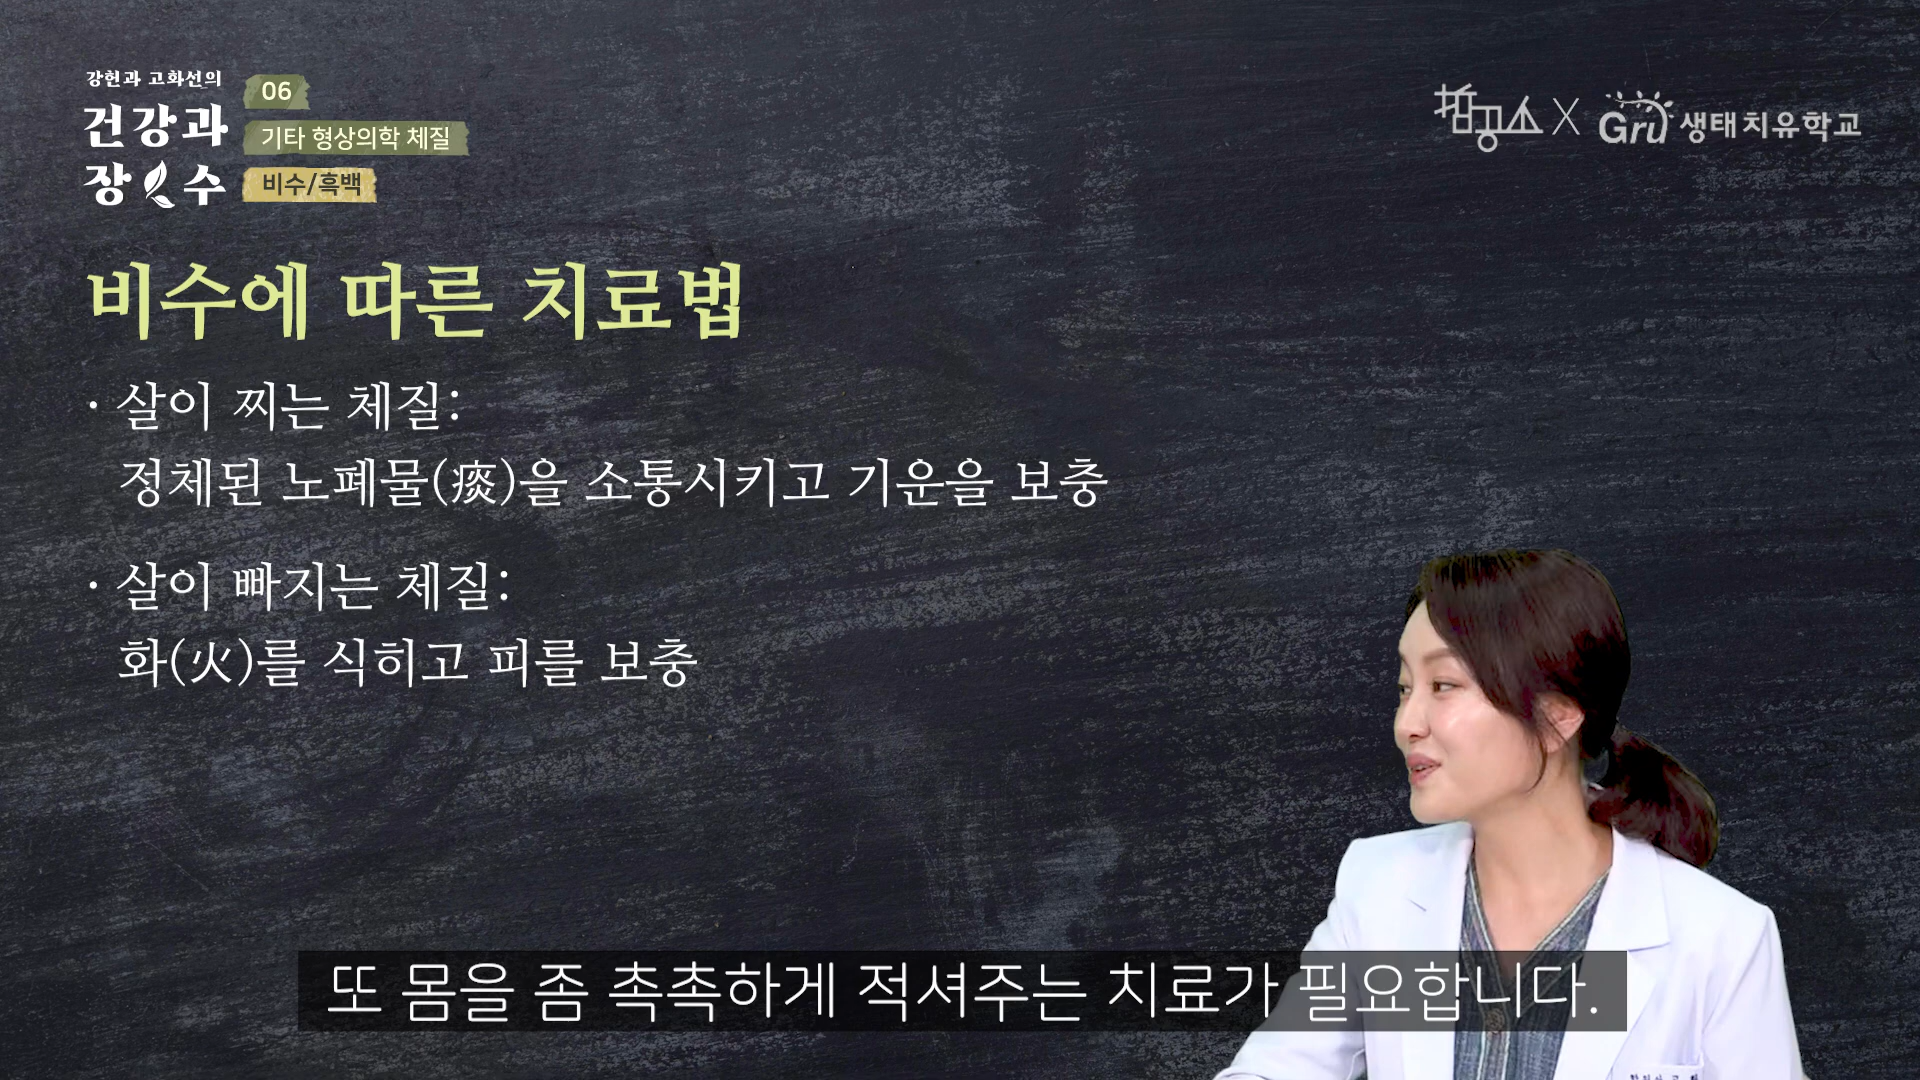 강헌과 고화선의
건강과
장수
06
기타 형상의학 체질
비수/흑백
Gru 생태치유학교
비수에 따른 치료법
· 살이 찌는 체질:
정체된 노폐물(痰)을 소통시키고 기운을 보충
· 살이 빠지는 체질:
화(火)를 식히고 피를 보충
또 몸을 좀 촉촉하게 적셔주는 치료가 필요합니다.